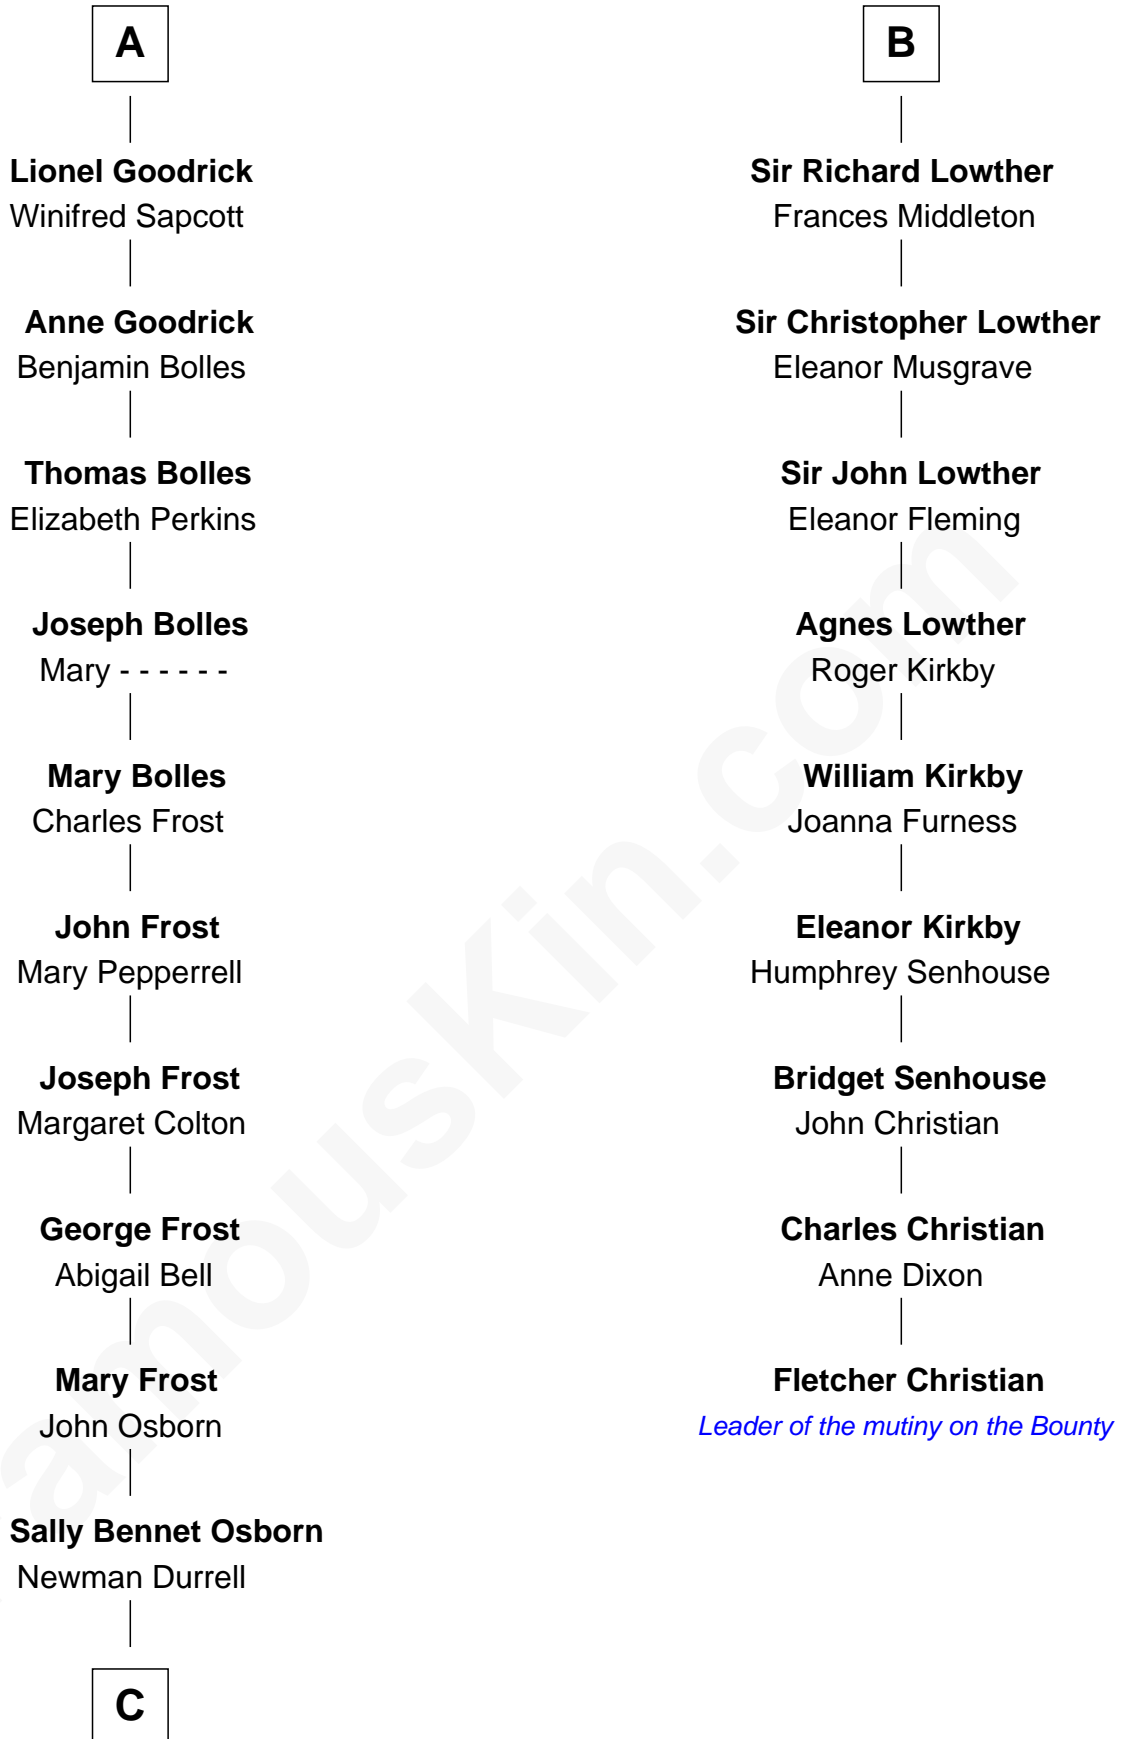 A
Lionel Goodrick
Winifred Sapcott
Anne Goodrick
Benjamin Bolles
Thomas Bolles
Elizabeth Perkins
Joseph Bolles
Mary - - - - - -
Mary Bolles
Charles Frost
John Frost
Mary Pepperrell
Joseph Frost
Margaret Colton
George Frost
Abigail Bell
Mary Frost
John Osborn
Sally Bennet Osborn
Newman Durrell
C
B
Sir Richard Lowther
Frances Middleton
Sir Christopher Lowther
Eleanor Musgrave
Sir John Lowther
Eleanor Fleming
Agnes Lowther
Roger Kirkby
William Kirkby
Joanna Furness
Eleanor Kirkby
Humphrey Senhouse
Bridget Senhouse
John Christian
Charles Christian
Anne Dixon
Fletcher Christian
Leader of the mutiny on the Bounty
amousKin.com